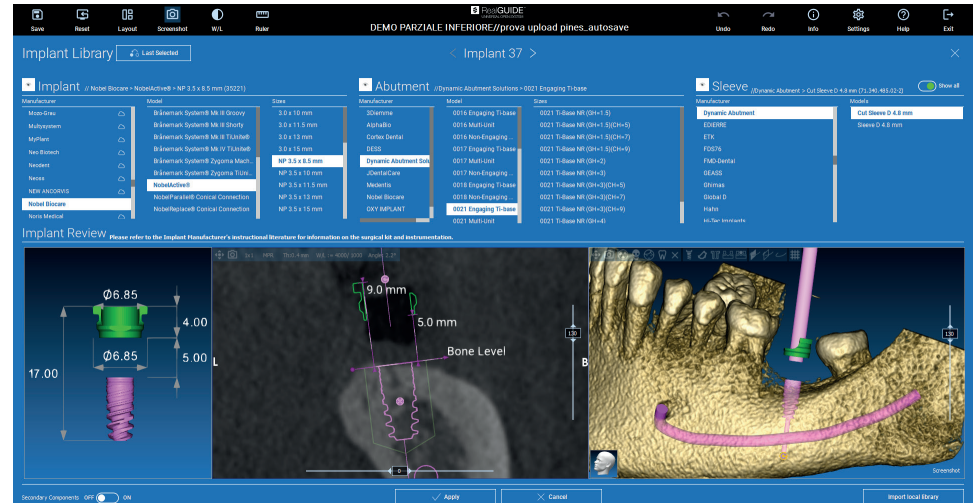 RealGUIDE
Save Reset Layout Screenshot W/L Ruler
DEMO PARZIALE INFERIORE//prova upload pines_autosave
Undo Redo Info Settings Help Exit
Implant Library
Last Selected
< Implant 37 >
Implant // Nobel Biocare > NobelActive® > NP 3.5 x 8.5 mm (35221)
Manufacturer Model Sizes
Mozo-Grau Brånemark System® Mk III Groovy 3.0 x 10 mm
Multysystem Brånemark System® Mk III Shorty 3.0 x 11.5 mm
MyPlant Brånemark System® Mk III TiUnite® 3.0 x 13 mm
Neo Biotech Brånemark System® Mk IV TiUnite® 3.0 x 15 mm
Neodent Brånemark System® Zygoma Mach... NP 3.5 x 8.5 mm
Neoss Brånemark System® Zygoma TiUni... NP 3.5 x 10 mm
NEW ANCORVIS NobelActive® NP 3.5 x 11.5 mm
Nobel Biocare NobelParallel® Conical Connection NP 3.5 x 13 mm
Noris Medical NobelReplace® Conical Connection NP 3.5 x 15 mm
Abutment //Dynamic Abutment Solutions > 0021 Engaging Ti-base
Manufacturer Model Sizes
3Diemme 0016 Engaging Ti-base 0021 Ti-Base NR (GH=1.5)
AlphaBio 0016 Multi-Unit 0021 Ti-Base NR (GH=1.5)(CH=5)
Cortex Dental 0016 Non-Engaging ... 0021 Ti-Base NR (GH=1.5)(CH=7)
DESS 0017 Engaging Ti-base 0021 Ti-Base NR (GH=1.5)(CH=9)
Dynamic Abutment Solu 0017 Multi-Unit 0021 Ti-Base NR (GH=2)
JDentalCare 0017 Non-Engaging ... 0021 Ti-Base NR (GH=3)
Medentis 0018 Engaging Ti-base 0021 Ti-Base NR (GH=3)(CH=5)
Nobel Biocare 0018 Non-Engaging ... 0021 Ti-Base NR (GH=3)(CH=7)
OXY IMPLANT 0021 Engaging Ti-base 0021 Ti-Base NR (GH=3)(CH=9)
0021 Multi-Unit 0021 Ti-Base NR (GH=4)
Sleeve //Dynamic Abutment > Cut Sleeve D 4.8 mm (71.340.485.02-2)
Show all
Manufacturer Models
Dynamic Abutment Cut Sleeve D 4.8 mm
EDIERRE Sleeve D 4.8 mm
ETK
FDS76
FMD-Dental
GEASS
Ghimas
Global D
Hahn
Hi-Tec Implants
Implant Review Please refer to the Implant Manufacturer's instructional literature for information on the surgical kit and instrumentation.
Ø6.85
4.00
Ø6.85
5.00
17.00
9.0 mm
5.0 mm
Bone Level
L
B
130
0
130
Screenshot
Secondary Components OFF ON
Apply
Cancel
Import local library